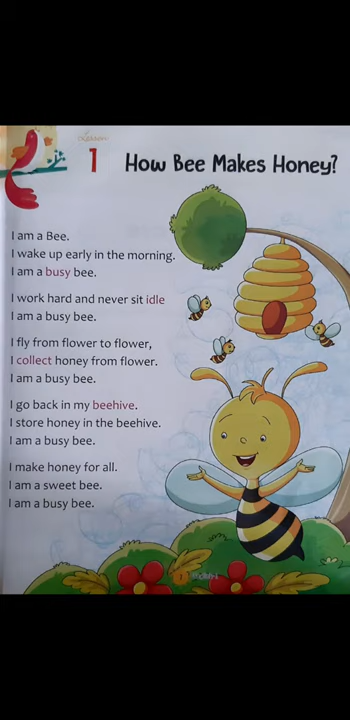 1
How Bee Makes Honey?
I am a Bee.
I wake up early in the morning.
I am a busy bee.
I work hard and never sit idle
I am a busy bee.
I fly from flower to flower,
I collect honey from flower.
I am a busy bee.
I go back in my beehive.
I store honey in the beehive.
I am a busy bee.
I make honey for all.
I am a sweet bee.
I am a busy bee.